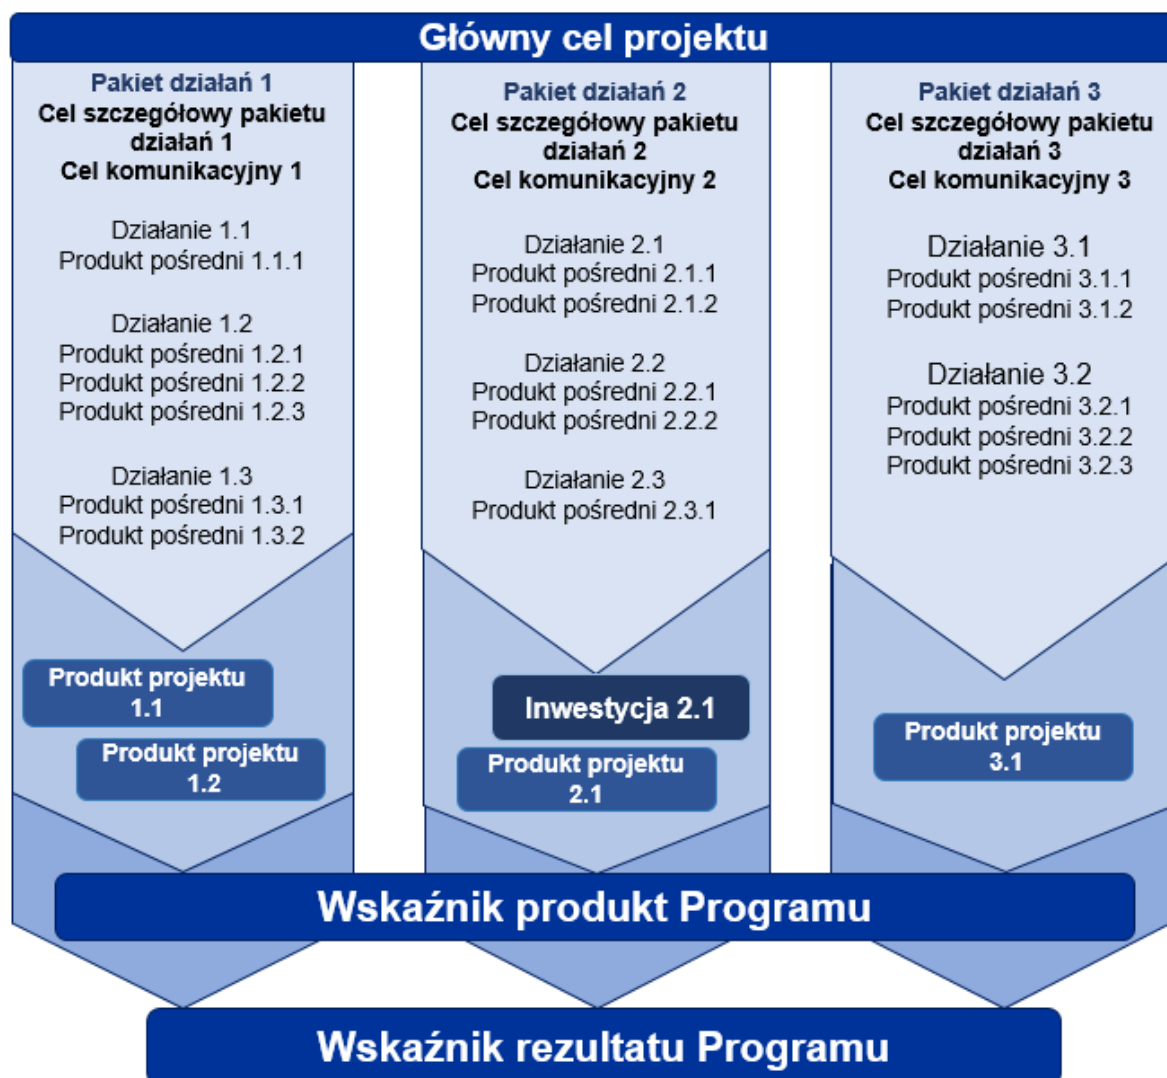 Główny cel projektu
Pakiet działań 1
Cel szczegółowy pakietu
działań 1
Cel komunikacyjny 1
Działanie 1.1
Produkt pośredni 1.1.1
Działanie 1.2
Produkt pośredni 1.2.1
Produkt pośredni 1.2.2
Produkt pośredni 1.2.3
Działanie 1.3
Produkt pośredni 1.3.1
Produkt pośredni 1.3.2
Produkt projektu
1.1
Produkt projektu
1.2
Pakiet działań 2
Cel szczegółowy pakietu
działań 2
Cel komunikacyjny 2
Działanie 2.1
Produkt pośredni 2.1.1
Produkt pośredni 2.1.2
Działanie 2.2
Produkt pośredni 2.2.1
Produkt pośredni 2.2.2
Działanie 2.3
Produkt pośredni 2.3.1
Inwestycja 2.1
Produkt projektu
2.1
Pakiet działań 3
Cel szczegółowy pakietu
działań 3
Cel komunikacyjny 3
Działanie 3.1
Produkt pośredni 3.1.1
Produkt pośredni 3.1.2
Działanie 3.2
Produkt pośredni 3.2.1
Produkt pośredni 3.2.2
Produkt pośredni 3.2.3
Produkt projektu
3.1
Wskaźnik produkt Programu
Wskaźnik rezultatu Programu